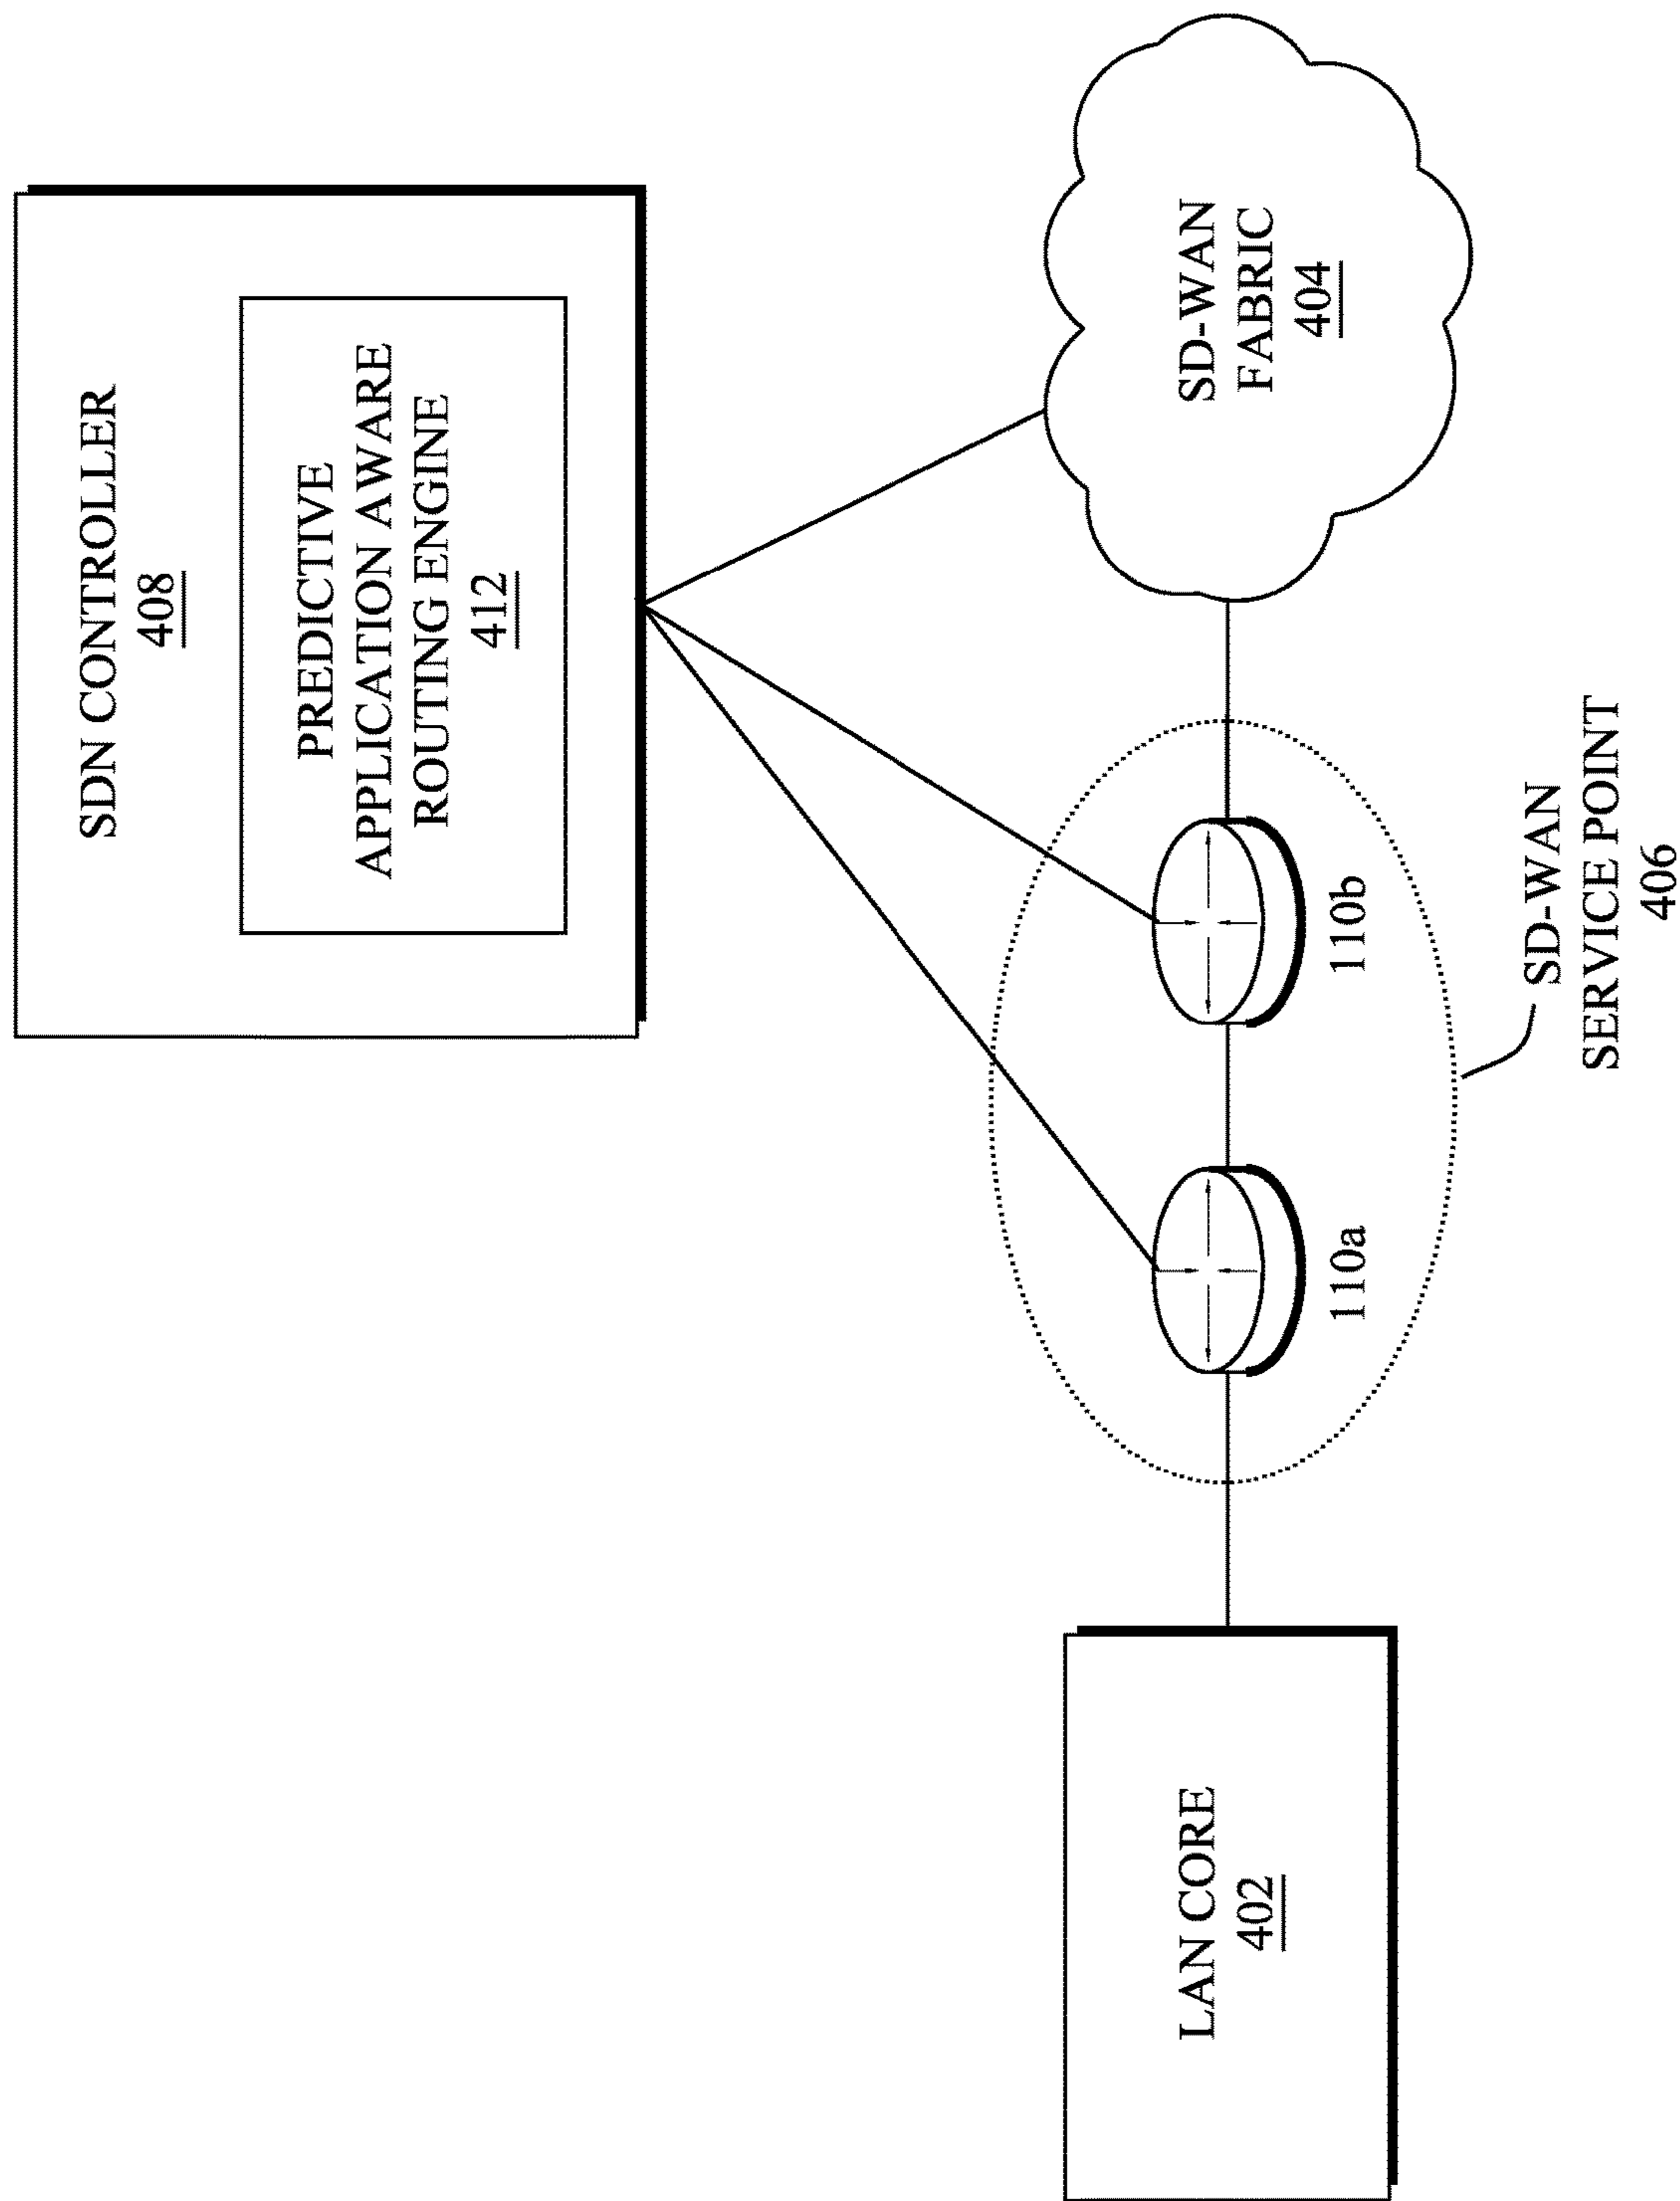 SDN CONTROLLER
408
PREDICTIVE
APPLICATION AWARE
ROUTING ENGINE
412
LAN CORE
402
110a
110b
SD-WAN
FABRIC
404
SD-WAN
SERVICE POINT
406